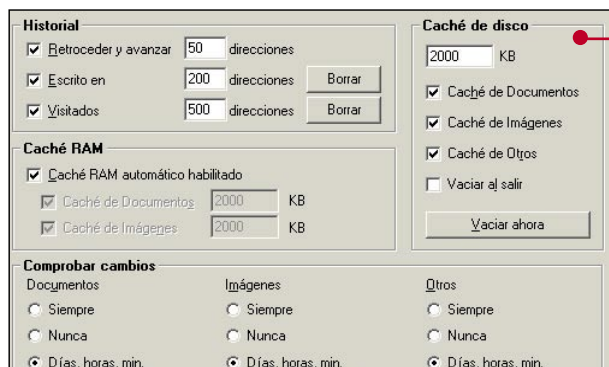 Historial
Retroceder y avanzar 50 direcciones
Escrito en 200 direcciones Borrar
Visitados 500 direcciones Borrar
Caché de disco
2000 KB
Caché de Documentos
Caché de Imágenes
Caché de Otros
Vaciar al salir
Vaciar ahora
Caché RAM
Caché RAM automático habilitado
Caché de Documentos 2000 KB
Caché de Imágenes 2000 KB
Comprobar cambios
Documentos Imágenes Otros
Siempre Siempre Siempre
Nunca Nunca Nunca
Días, horas, min. Días, horas, min. Días, horas, min.